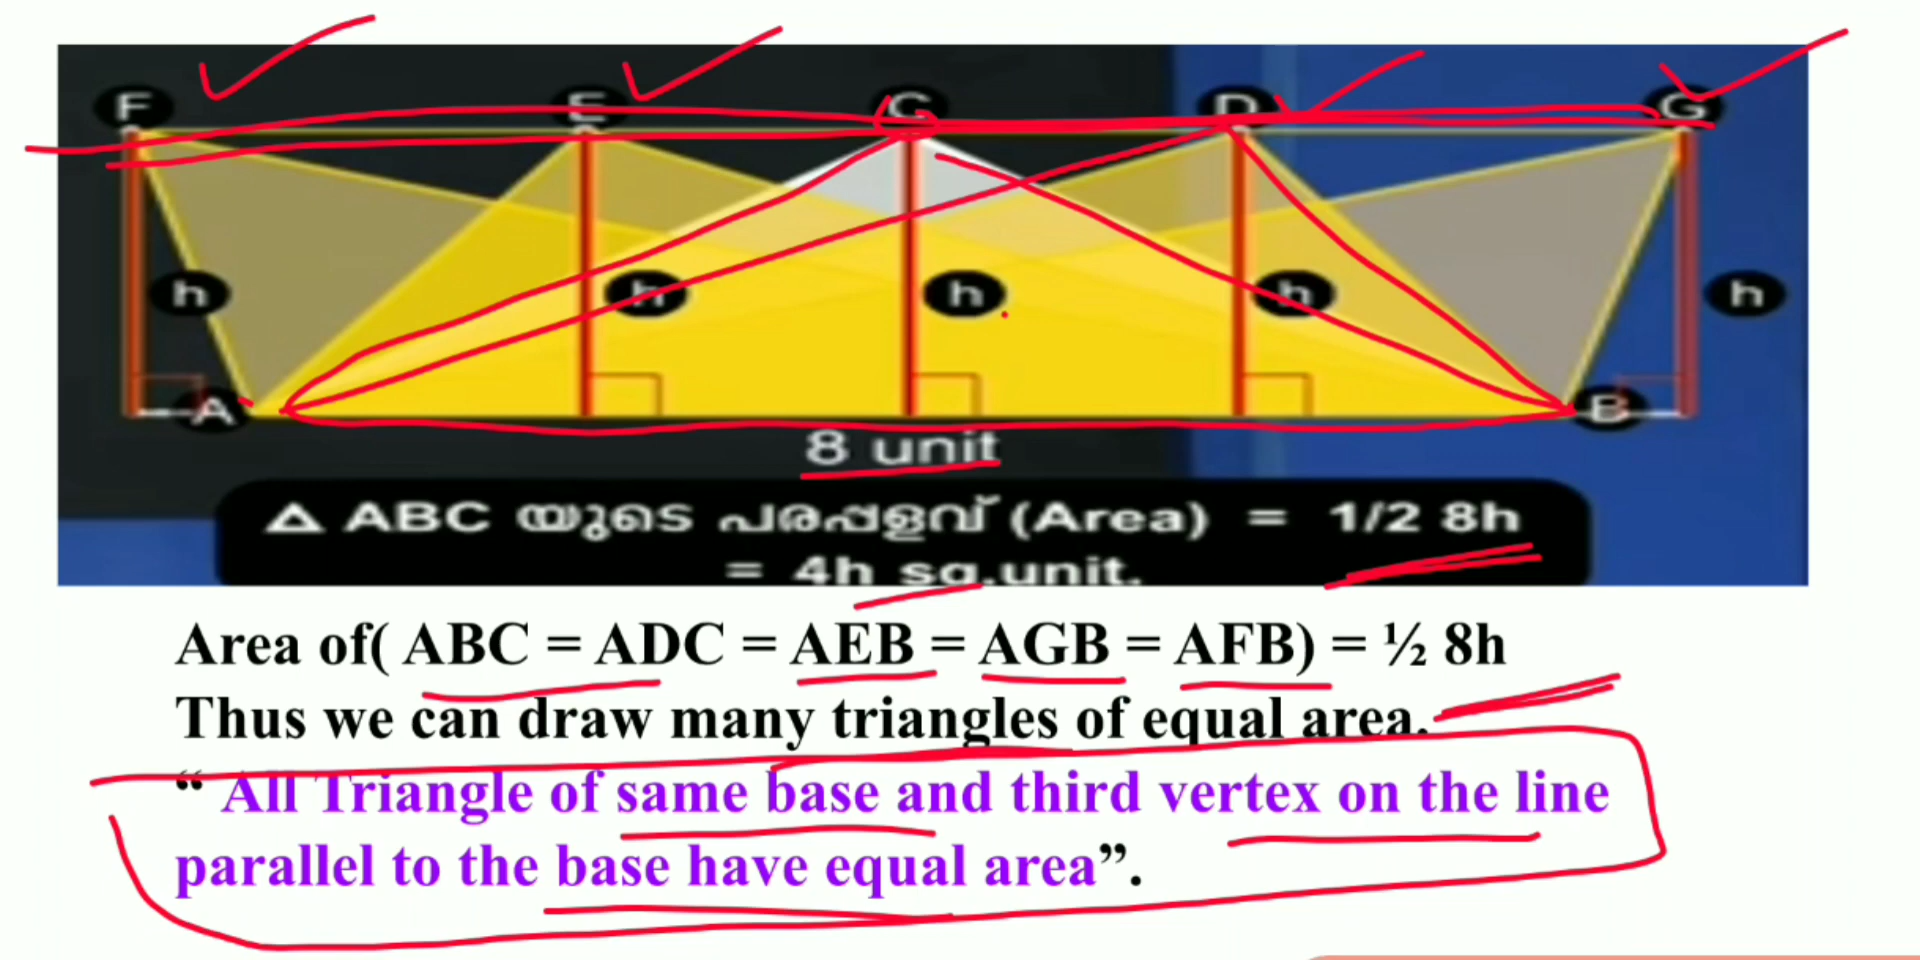 F E C D G
h h h h h
A B
8 unit
Δ ABC യുടെ പരപ്പളവ് (Area) = 1/2 8h
= 4h sq.unit.
Area of( ABC = ADC = AEB = AGB = AFB) = ½ 8h
Thus we can draw many triangles of equal area.
“ All Triangle of same base and third vertex on the line
parallel to the base have equal area”.